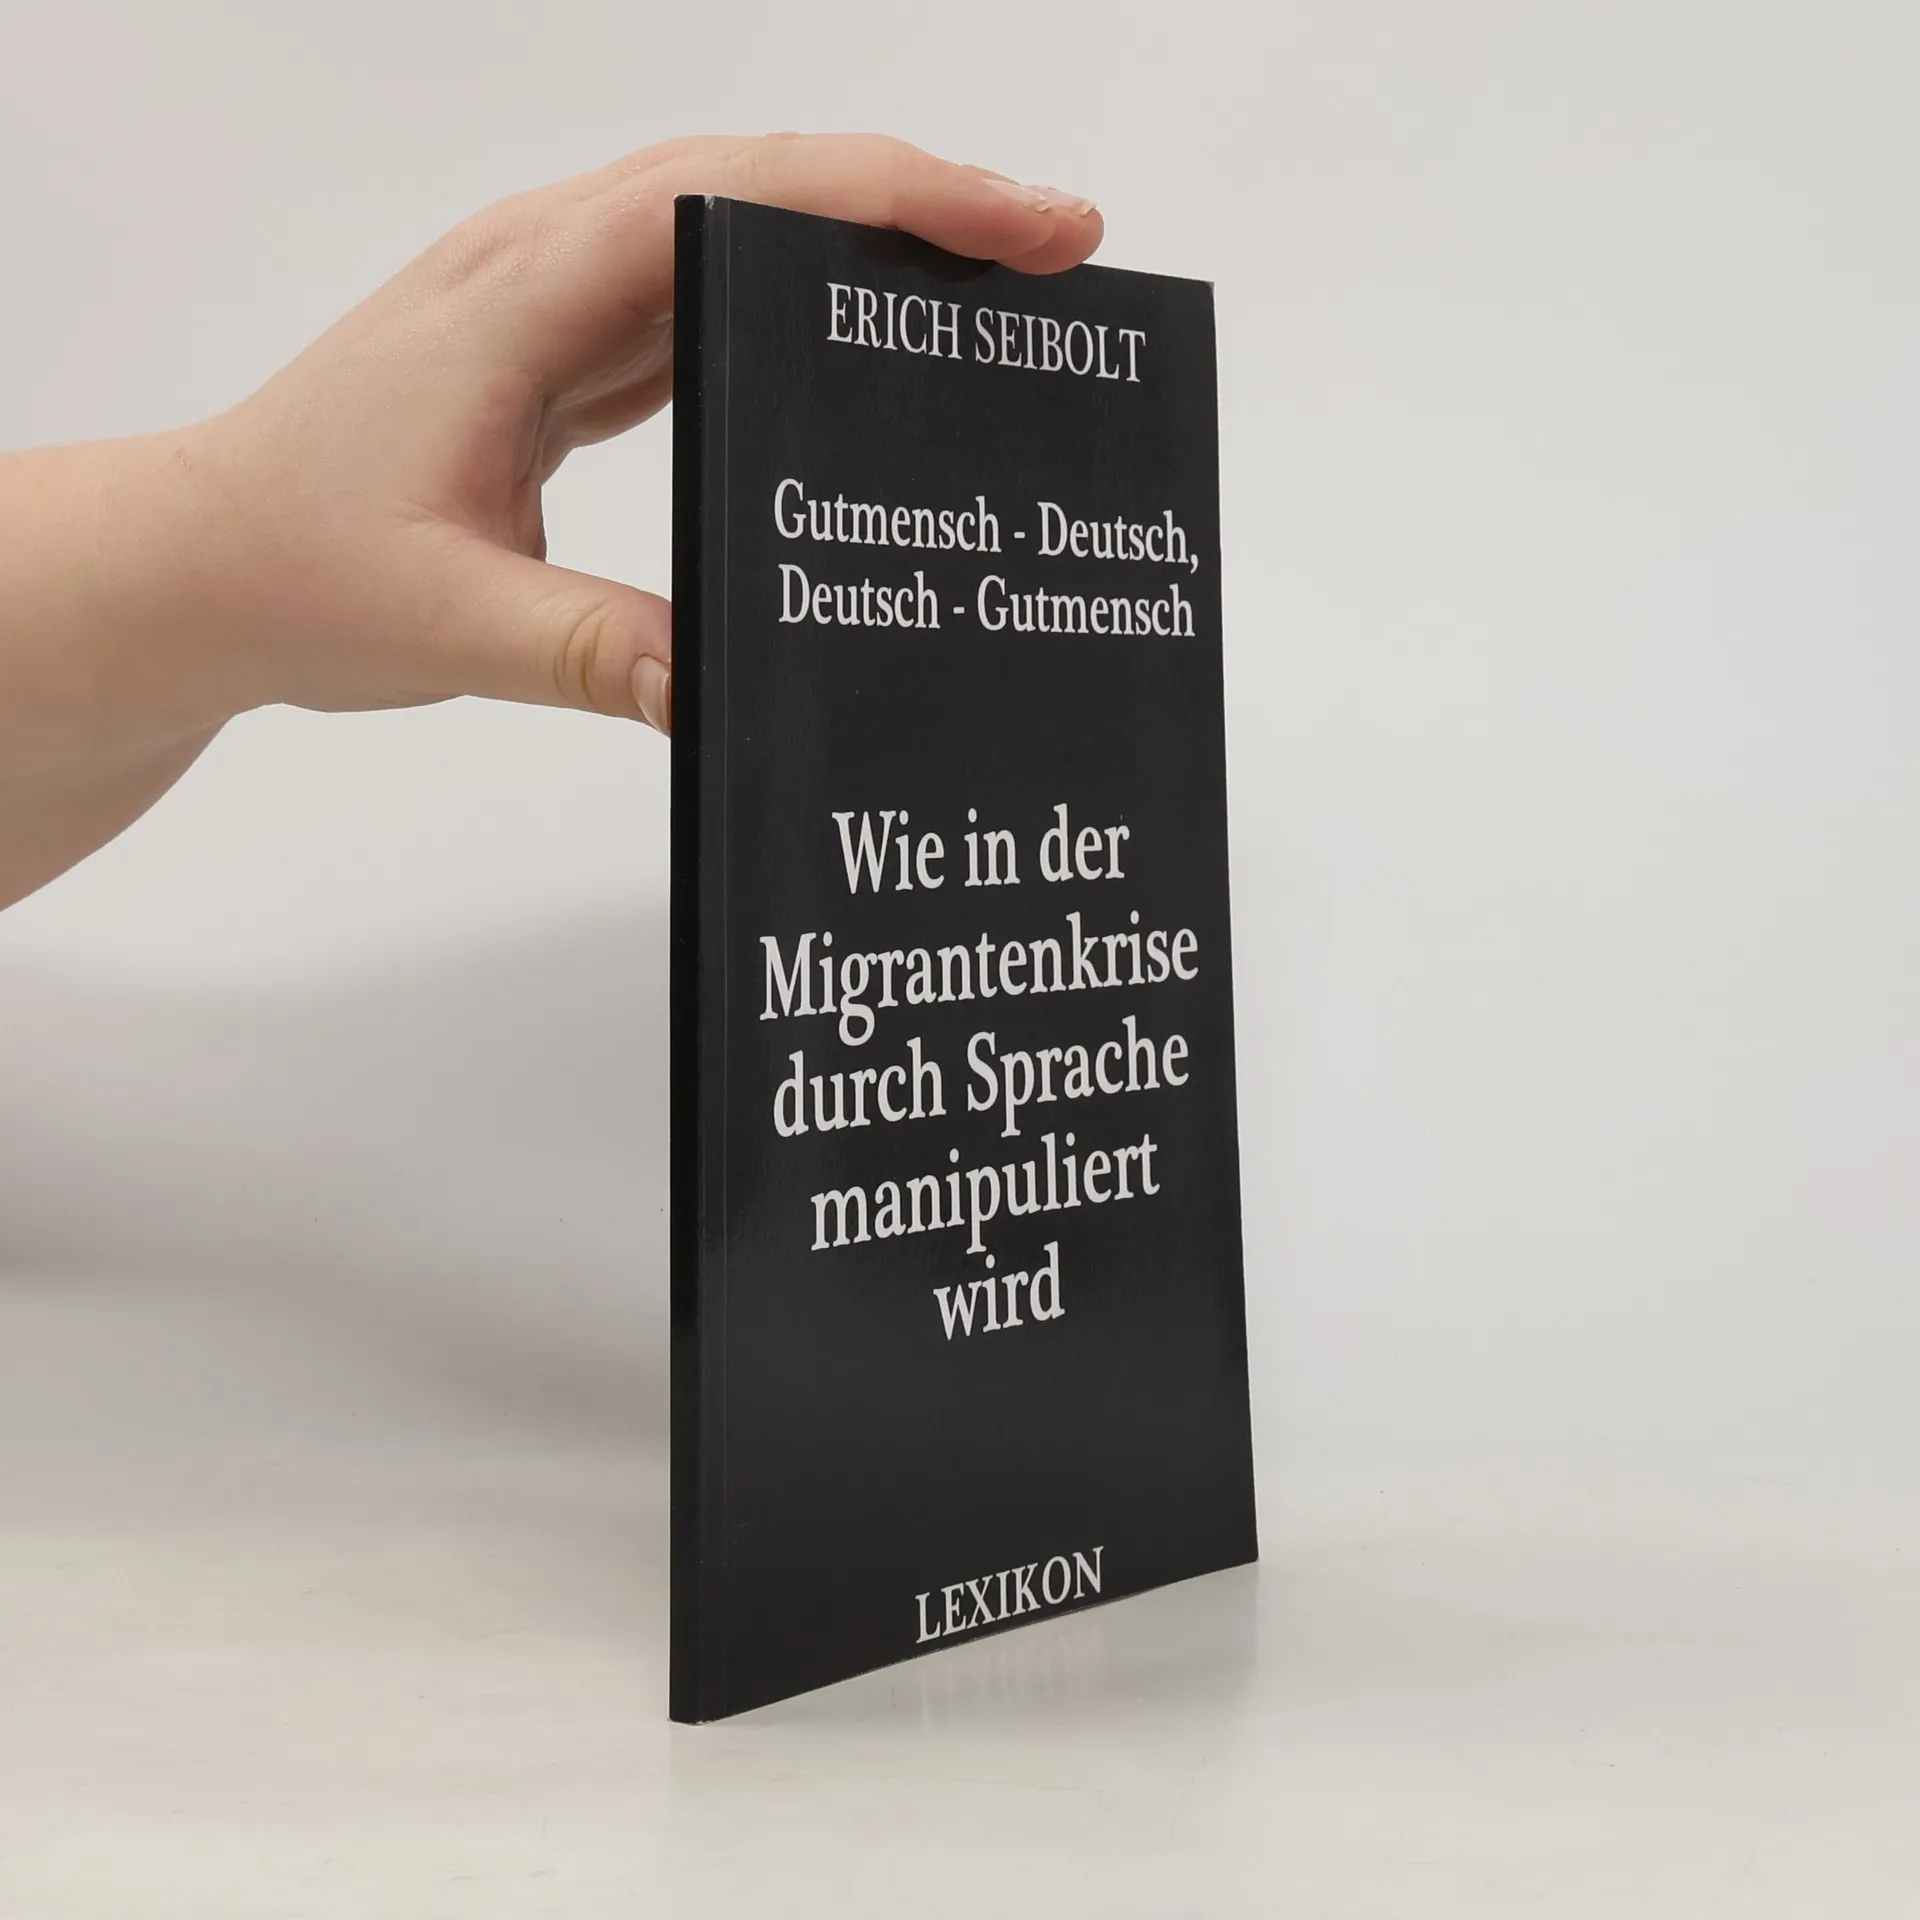 ERICH SEIBOLT
Gutmensch - Deutsch,
Deutsch - Gutmensch
Wie in der
Migrantenkrise
durch Sprache
manipuliert
wird
LEXIKON